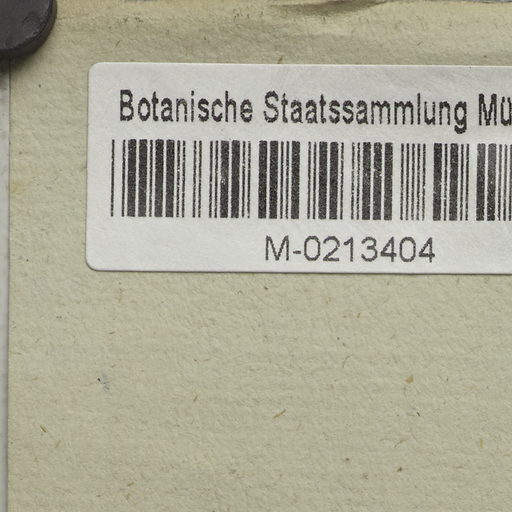 Botanische Staatssammlung Mü
M-0213404